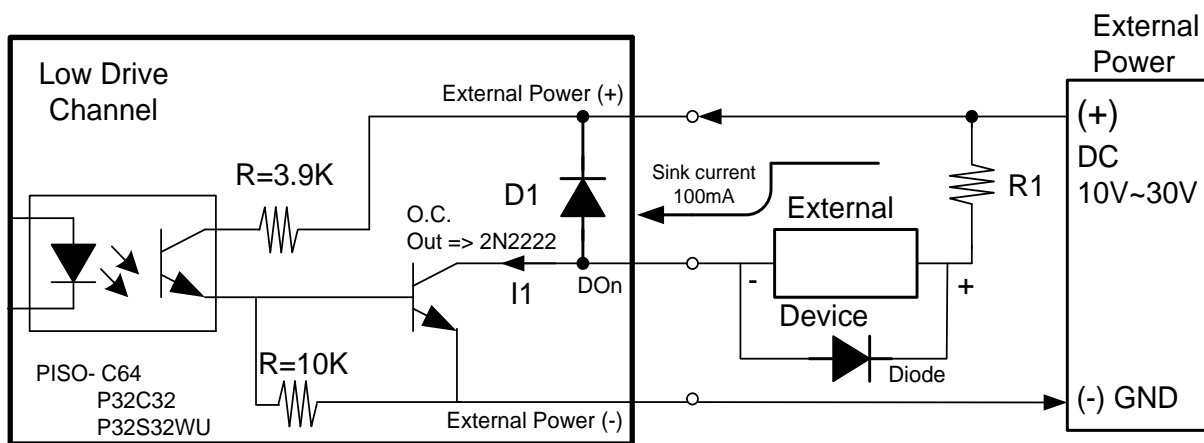 External
Power
Low Drive
Channel
External Power (+)
(+)
DC
10V~30V
R=3.9K
D1
Sink current
100mA
R1
O.C.
Out => 2N2222
External
I1
DOn
-
+
Device
R=10K
Diode
PISO- C64
P32C32
P32S32WU
External Power (-)
(-) GND